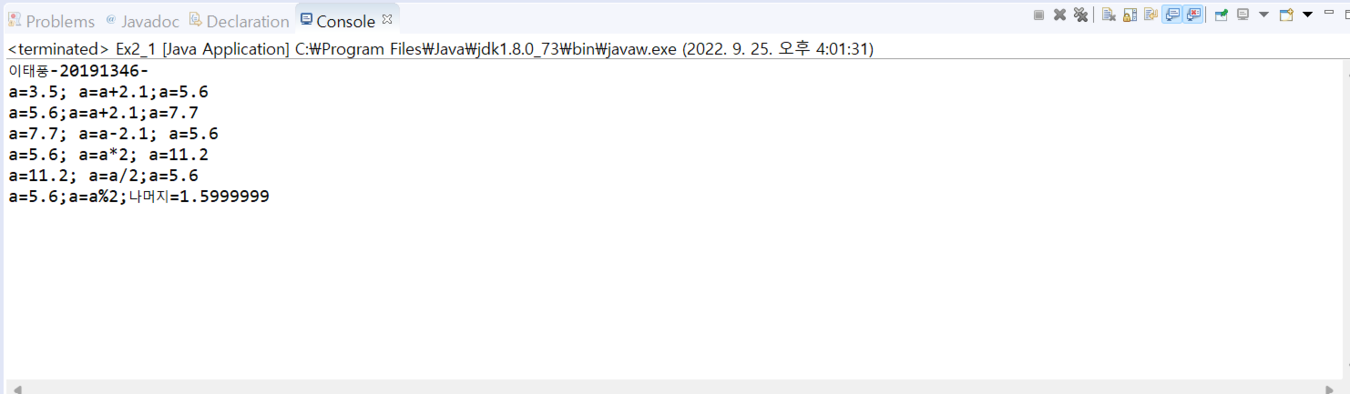 Problems @ Javadoc Declaration Console
<terminated> Ex2_1 [Java Application] C:₩Program Files₩Java₩jdk1.8.0_73₩bin₩javaw.exe (2022. 9. 25. 오후 4:01:31)
이태풍-20191346-
a=3.5; a=a+2.1;a=5.6
a=5.6;a=a+2.1;a=7.7
a=7.7; a=a-2.1; a=5.6
a=5.6; a=a*2; a=11.2
a=11.2; a=a/2;a=5.6
a=5.6;a=a%2;나머지=1.5999999